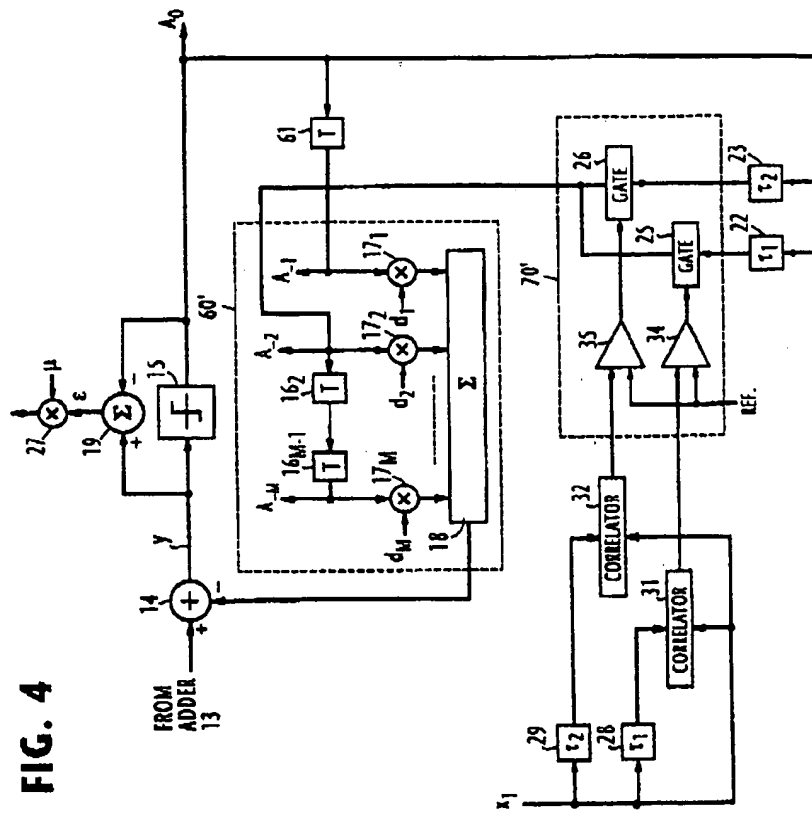 FIG. 4
A0
27
μ
ε
19
Σ
+
-
15
y
14
+
+
-
FROM
ADDER
13
60'
61
T
A-1
A-2
A-M
162
T
16M-1
T
171
172
17M
d1
d2
dM
Σ
18
70'
26
GATE
25
GATE
23
τ2
22
τ1
35
34
REF.
32
CORRELATOR
31
CORRELATOR
29
τ2
28
τ1
x1